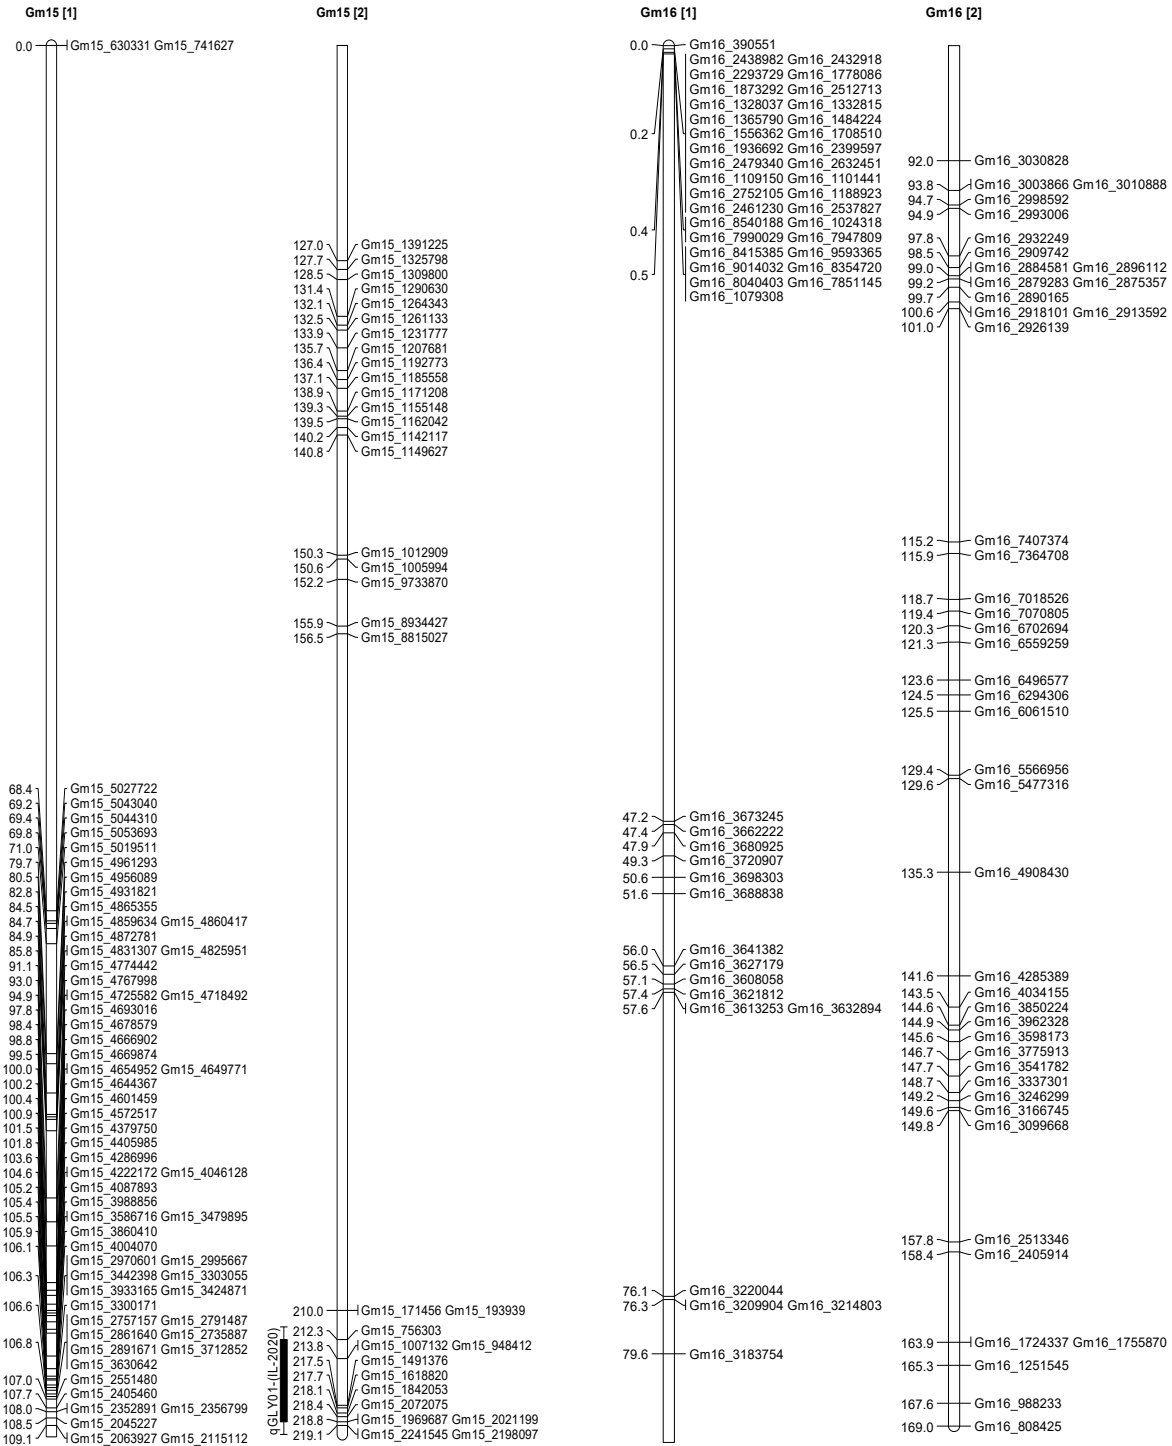 Gm15 [1]
0.0 Gm15_630331 Gm15_741627
68.4 Gm15_5027722
69.2 Gm15_5043040
69.4 Gm15_5044310
69.8 Gm15_5053693
71.0 Gm15_5019511
79.7 Gm15_4961293
80.5 Gm15_4956089
82.8 Gm15_4931821
84.5 Gm15_4865355
84.7 Gm15_4859634 Gm15_4860417
84.9 Gm15_4872781
85.8 Gm15_4831307 Gm15_4825951
91.1 Gm15_4774442
93.0 Gm15_4767998
94.9 Gm15_4725582 Gm15_4718492
97.8 Gm15_4693016
98.4 Gm15_4678579
98.8 Gm15_4666902
99.5 Gm15_4669874
100.0 Gm15_4654952 Gm15_4649771
100.2 Gm15_4644367
100.4 Gm15_4601459
100.9 Gm15_4572517
101.5 Gm15_4379750
101.8 Gm15_4405985
103.6 Gm15_4286996
104.6 Gm15_4222172 Gm15_4046128
105.2 Gm15_4087893
105.4 Gm15_3988856
105.5 Gm15_3586716 Gm15_3479895
105.9 Gm15_3860410
106.1 Gm15_4004070
Gm15_2970601 Gm15_2995667
106.3 Gm15_3442398 Gm15_3303055
Gm15_3933165 Gm15_3424871
106.6 Gm15_3300171
Gm15_2757157 Gm15_2791487
Gm15_2861640 Gm15_2735887
106.8 Gm15_2891671 Gm15_3712852
Gm15_3630642
107.0 Gm15_2551480
107.7 Gm15_2405460
108.0 Gm15_2352891 Gm15_2356799
108.5 Gm15_2045227
109.1 Gm15_2063927 Gm15_2115112
Gm15 [2]
127.0 Gm15_1391225
127.7 Gm15_1325798
128.5 Gm15_1309800
131.4 Gm15_1290630
132.1 Gm15_1264343
132.5 Gm15_1261133
133.9 Gm15_1231777
135.7 Gm15_1207681
136.4 Gm15_1192773
137.1 Gm15_1185558
138.9 Gm15_1171208
139.3 Gm15_1155148
139.5 Gm15_1162042
140.2 Gm15_1142117
140.8 Gm15_1149627
150.3 Gm15_1012909
150.6 Gm15_1005994
152.2 Gm15_9733870
155.9 Gm15_8934427
156.5 Gm15_8815027
210.0 Gm15_171456 Gm15_193939
212.3 Gm15_756303
213.8 Gm15_1007132 Gm15_948412
217.5 Gm15_1491376
217.7 Gm15_1618820
218.1 Gm15_1842053
218.4 Gm15_2072075
218.8 Gm15_1969687 Gm15_2021199
219.1 Gm15_2241545 Gm15_2198097
qGLY01-(IL-2020)
Gm16 [1]
0.0 Gm16_390551
Gm16_2438982 Gm16_2432918
Gm16_2293729 Gm16_1778086
Gm16_1873292 Gm16_2512713
Gm16_1328037 Gm16_1332815
Gm16_1365790 Gm16_1484224
0.2 Gm16_1556362 Gm16_1708510
Gm16_1936692 Gm16_2399597
Gm16_2479340 Gm16_2632451
Gm16_1109150 Gm16_1101441
Gm16_2752105 Gm16_1188923
Gm16_2461230 Gm16_2537827
Gm16_8540188 Gm16_1024318
0.4 Gm16_7990029 Gm16_7947809
Gm16_8415385 Gm16_9593365
0.5 Gm16_9014032 Gm16_8354720
Gm16_8040403 Gm16_7851145
Gm16_1079308
47.2 Gm16_3673245
47.4 Gm16_3662222
47.9 Gm16_3680925
49.3 Gm16_3720907
50.6 Gm16_3698303
51.6 Gm16_3688838
56.0 Gm16_3641382
56.5 Gm16_3627179
57.1 Gm16_3608058
57.4 Gm16_3621812
57.6 Gm16_3613253 Gm16_3632894
76.1 Gm16_3220044
76.3 Gm16_3209904 Gm16_3214803
79.6 Gm16_3183754
Gm16 [2]
92.0 Gm16_3030828
93.8 Gm16_3003866 Gm16_3010888
94.7 Gm16_2998592
94.9 Gm16_2993006
97.8 Gm16_2932249
98.5 Gm16_2909742
99.0 Gm16_2884581 Gm16_2896112
99.2 Gm16_2879283 Gm16_2875357
99.7 Gm16_2890165
100.6 Gm16_2918101 Gm16_2913592
101.0 Gm16_2926139
115.2 Gm16_7407374
115.9 Gm16_7364708
118.7 Gm16_7018526
119.4 Gm16_7070805
120.3 Gm16_6702694
121.3 Gm16_6559259
123.6 Gm16_6496577
124.5 Gm16_6294306
125.5 Gm16_6061510
129.4 Gm16_5566956
129.6 Gm16_5477316
135.3 Gm16_4908430
141.6 Gm16_4285389
143.5 Gm16_4034155
144.6 Gm16_3850224
144.9 Gm16_3962328
145.6 Gm16_3598173
146.7 Gm16_3775913
147.7 Gm16_3541782
148.7 Gm16_3337301
149.2 Gm16_3246299
149.6 Gm16_3166745
149.8 Gm16_3099668
157.8 Gm16_2513346
158.4 Gm16_2405914
163.9 Gm16_1724337 Gm16_1755870
165.3 Gm16_1251545
167.6 Gm16_988233
169.0 Gm16_808425